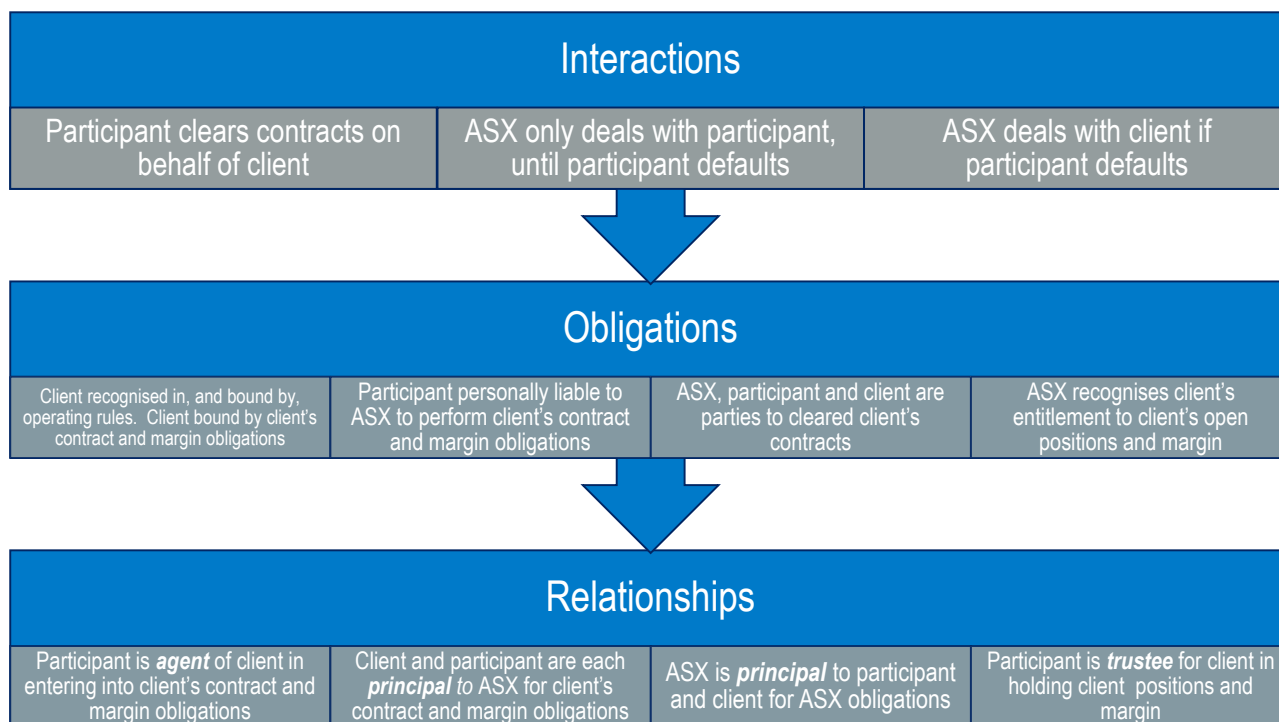 Interactions
Participant clears contracts on
behalf of client
ASX only deals with participant,
until participant defaults
ASX deals with client if
participant defaults
Obligations
Client recognised in, and bound by,
operating rules.  Client bound by client's
contract and margin obligations
Participant personally liable to
ASX to perform client's contract
and margin obligations
ASX, participant and client are
parties to cleared client's
contracts
ASX recognises client's
entitlement to client's open
positions and margin
Relationships
Participant is agent of client in
entering into client's contract and
margin obligations
Client and participant are each
principal to ASX for client's
contract and margin obligations
ASX is principal to participant
and client for ASX obligations
Participant is trustee for client in
holding client  positions and
margin